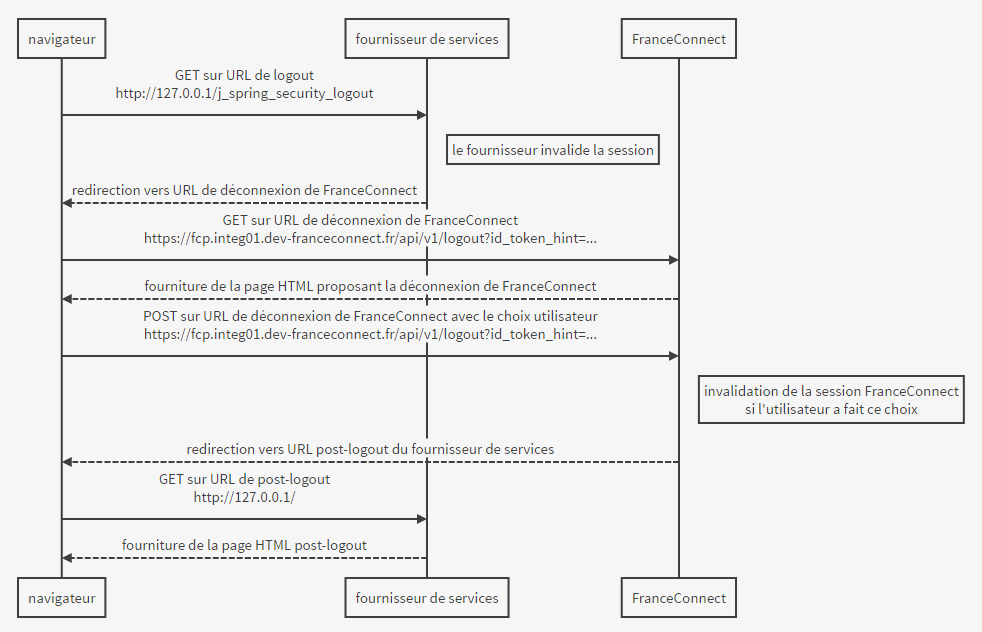 navigateur
fournisseur de services
FranceConnect
GET sur URL de logout
http://127.0.0.1/j_spring_security_logout
le fournisseur invalide la session
redirection vers URL de déconnexion de FranceConnect
GET sur URL de déconnexion de FranceConnect
https://fcp.integ01.dev-franceconnect.fr/api/v1/logout?id_token_hint=...
fourniture de la page HTML proposant la déconnexion de FranceConnect
POST sur URL de déconnexion de FranceConnect avec le choix utilisateur
https://fcp.integ01.dev-franceconnect.fr/api/v1/logout?id_token_hint=...
invalidation de la session FranceConnect
si l'utilisateur a fait ce choix
redirection vers URL post-logout du fournisseur de services
GET sur URL de post-logout
http://127.0.0.1/
fourniture de la page HTML post-logout
navigateur
fournisseur de services
FranceConnect